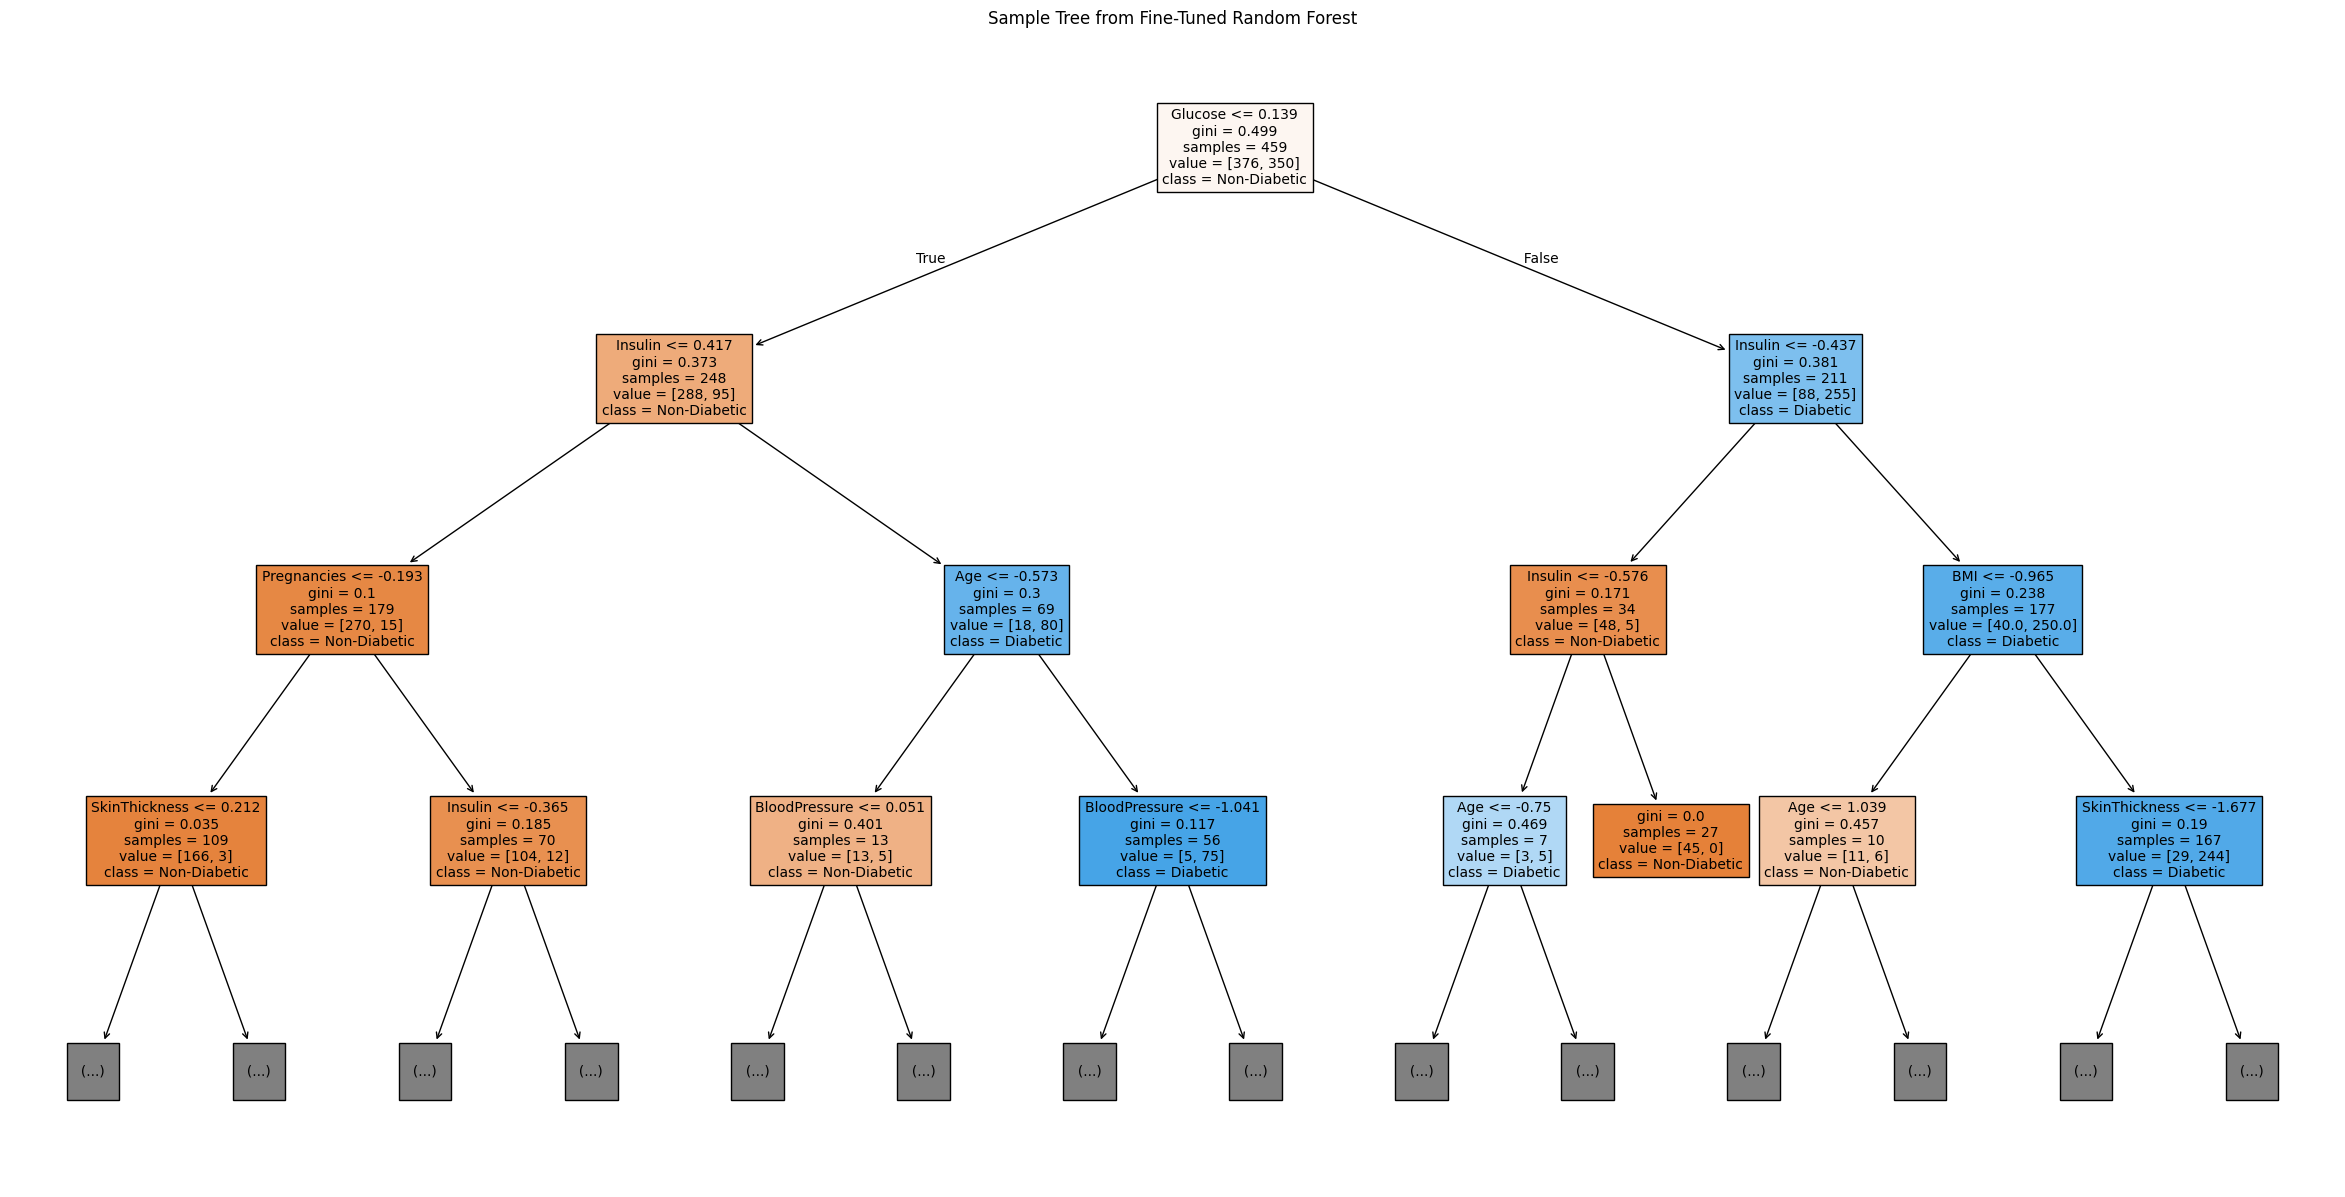 Sample Tree from Fine-Tuned Random Forest
Glucose <= 0.139
gini = 0.499
samples = 459
value = [376, 350]
class = Non-Diabetic
True
False
Insulin <= 0.417
gini = 0.373
samples = 248
value = [288, 95]
class = Non-Diabetic
Insulin <= -0.437
gini = 0.381
samples = 211
value = [88, 255]
class = Diabetic
Pregnancies <= -0.193
gini = 0.1
samples = 179
value = [270, 15]
class = Non-Diabetic
Age <= -0.573
gini = 0.3
samples = 69
value = [18, 80]
class = Diabetic
Insulin <= -0.576
gini = 0.171
samples = 34
value = [48, 5]
class = Non-Diabetic
BMI <= -0.965
gini = 0.238
samples = 177
value = [40.0, 250.0]
class = Diabetic
SkinThickness <= 0.212
gini = 0.035
samples = 109
value = [166, 3]
class = Non-Diabetic
Insulin <= -0.365
gini = 0.185
samples = 70
value = [104, 12]
class = Non-Diabetic
BloodPressure <= 0.051
gini = 0.401
samples = 13
value = [13, 5]
class = Non-Diabetic
BloodPressure <= -1.041
gini = 0.117
samples = 56
value = [5, 75]
class = Diabetic
Age <= -0.75
gini = 0.469
samples = 7
value = [3, 5]
class = Diabetic
gini = 0.0
samples = 27
value = [45, 0]
class = Non-Diabetic
Age <= 1.039
gini = 0.457
samples = 10
value = [11, 6]
class = Non-Diabetic
SkinThickness <= -1.677
gini = 0.19
samples = 167
value = [29, 244]
class = Diabetic
(...)
(...)
(...)
(...)
(...)
(...)
(...)
(...)
(...)
(...)
(...)
(...)
(...)
(...)